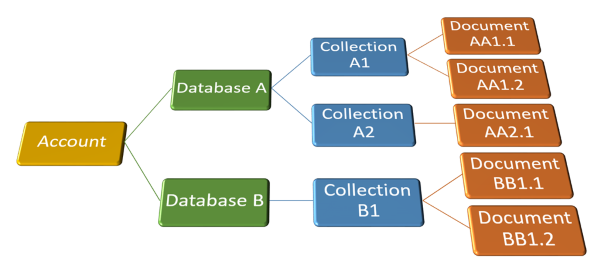 Account
Database A
Collection
A1
Document
AA1.1
Document
AA1.2
Collection
A2
Document
AA2.1
Database B
Collection
B1
Document
BB1.1
Document
BB1.2